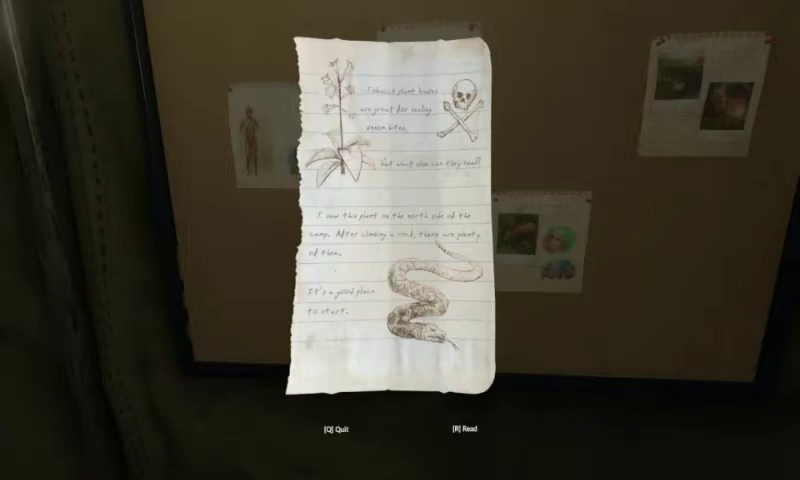 Tobacco plant leaves
are great for healing
venom bites.
But what else can they heal?
I saw this plant on the north side of the
camp. After climbing a rock, there are plenty
of them.
It's a good place
to start.
[Q] Quit
[R] Read